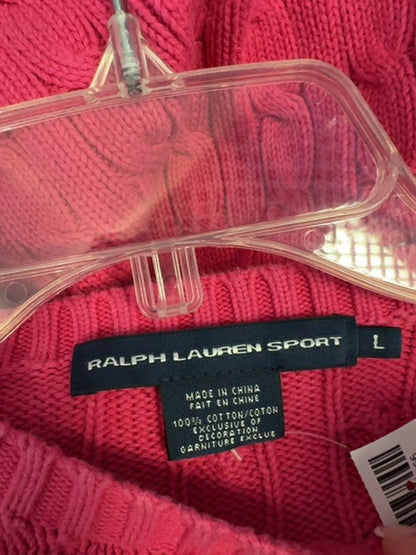 RALPH LAUREN SPORT L
MADE IN CHINA
FAIT EN CHINE
100% COTTON/COTON
EXCLUSIVE OF
DECORATION
GARNITURE EXCLUE